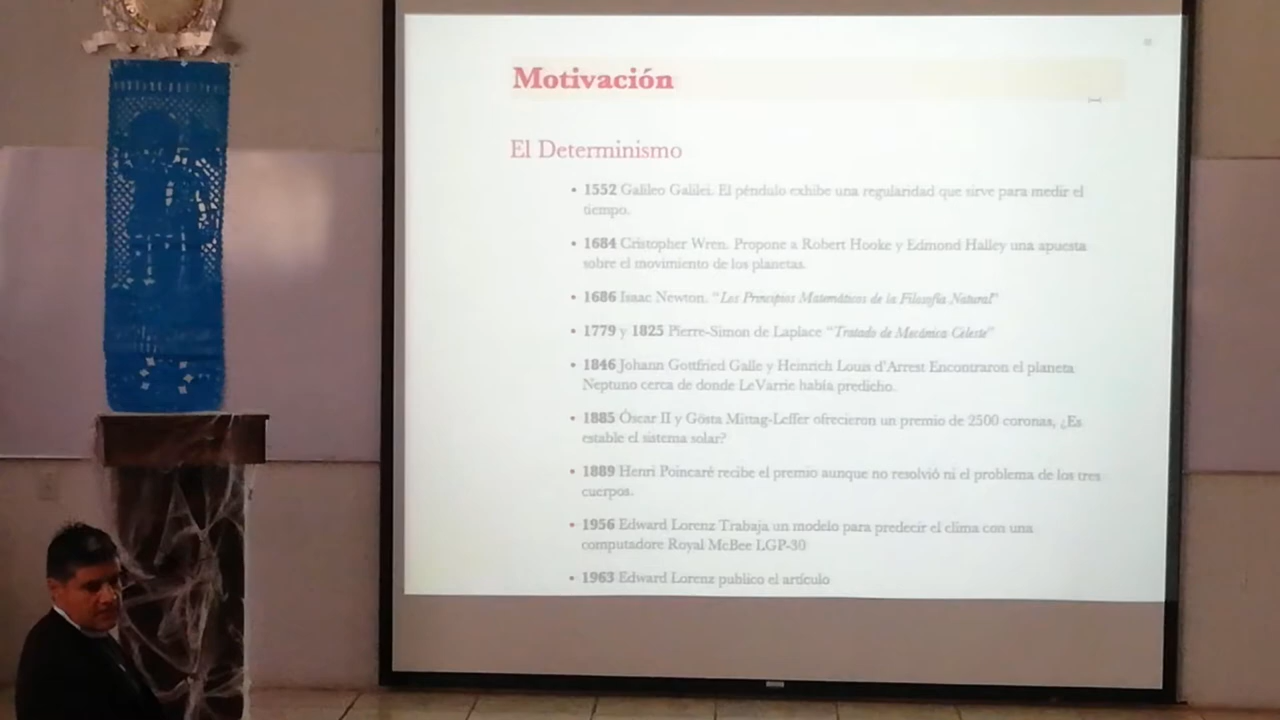 Motivación
El Determinismo
• 1552 Galileo Galilei. El péndulo exhibe una regularidad que sirve para medir el
tiempo.
• 1684 Cristopher Wren. Propone a Robert Hooke y Edmond Halley una apuesta
sobre el movimiento de los planetas.
• 1686 Isaac Newton. "Los Principios Matemáticos de la Filosofía Natural"
• 1779 y 1825 Pierre-Simon de Laplace "Tratado de Mecánica Celeste"
• 1846 Johann Gottfried Galle y Heinrich Louis d'Arrest Encontraron el planeta
Neptuno cerca de donde LeVarrie había predicho.
• 1885 Óscar II y Gösta Mittag-Leffer ofrecieron un premio de 2500 coronas, ¿Es
estable el sistema solar?
• 1889 Henri Poincaré recibe el premio aunque no resolvió ni el problema de los tres
cuerpos.
• 1956 Edward Lorenz Trabaja un modelo para predecir el clima con una
computadore Royal McBee LGP-30
• 1963 Edward Lorenz publico el artículo